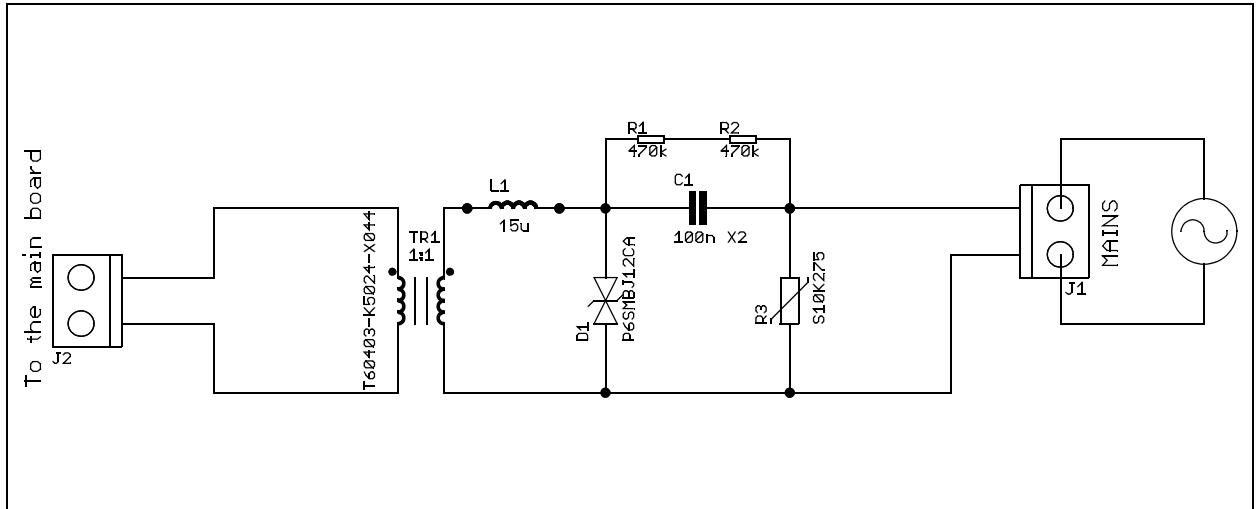 To the main board
J2
T60403-K5024-X044
TR1
1:1
L1
15u
R1
470k
R2
470k
C1
100n X2
D1
P6SMBJ12CA
R3
S10K275
MAINS
J1